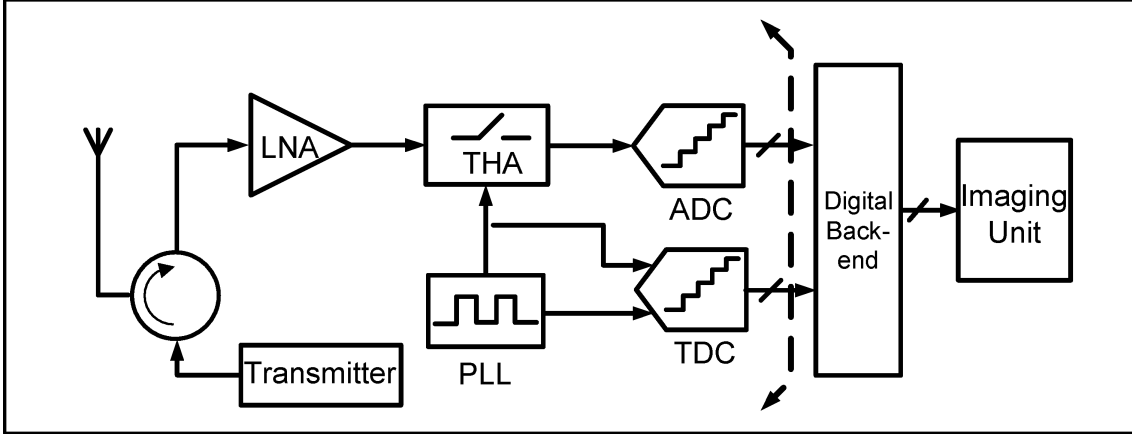 LNA
THA
ADC
Digital
Back-
end
Imaging
Unit
TDC
PLL
Transmitter